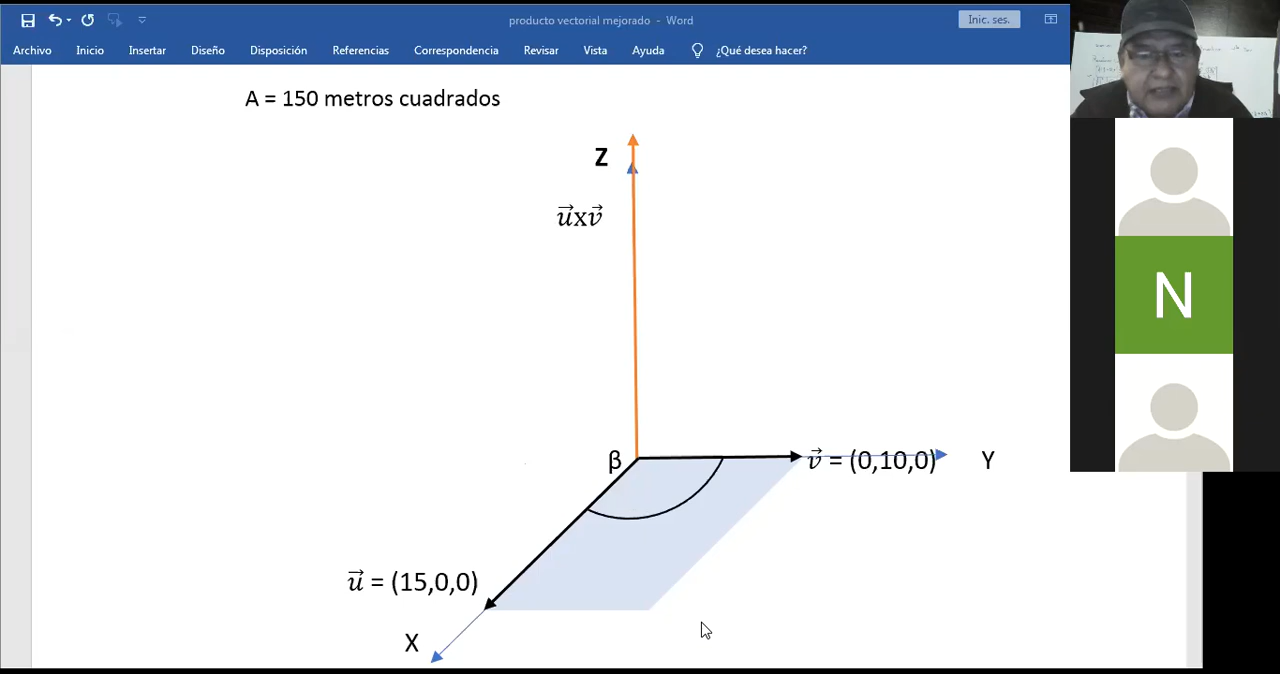 producto vectorial mejorado - Word
Inic. ses.
Archivo Inicio Insertar Diseño Disposición Referencias Correspondencia Revisar Vista Ayuda ¿Qué desea hacer?
A = 150 metros cuadrados
Z
u⃗xv⃗
β
v⃗ = (0,10,0)
Y
u⃗ = (15,0,0)
X
N